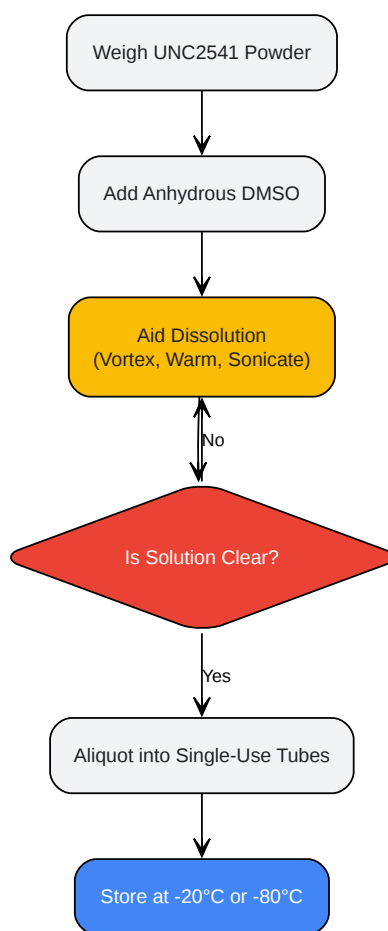 Weigh UNC2541 Powder
Add Anhydrous DMSO
Aid Dissolution
(Vortex, Warm, Sonicate)
No
Is Solution Clear?
Yes
Aliquot into Single-Use Tubes
Store at -20°C or -80°C